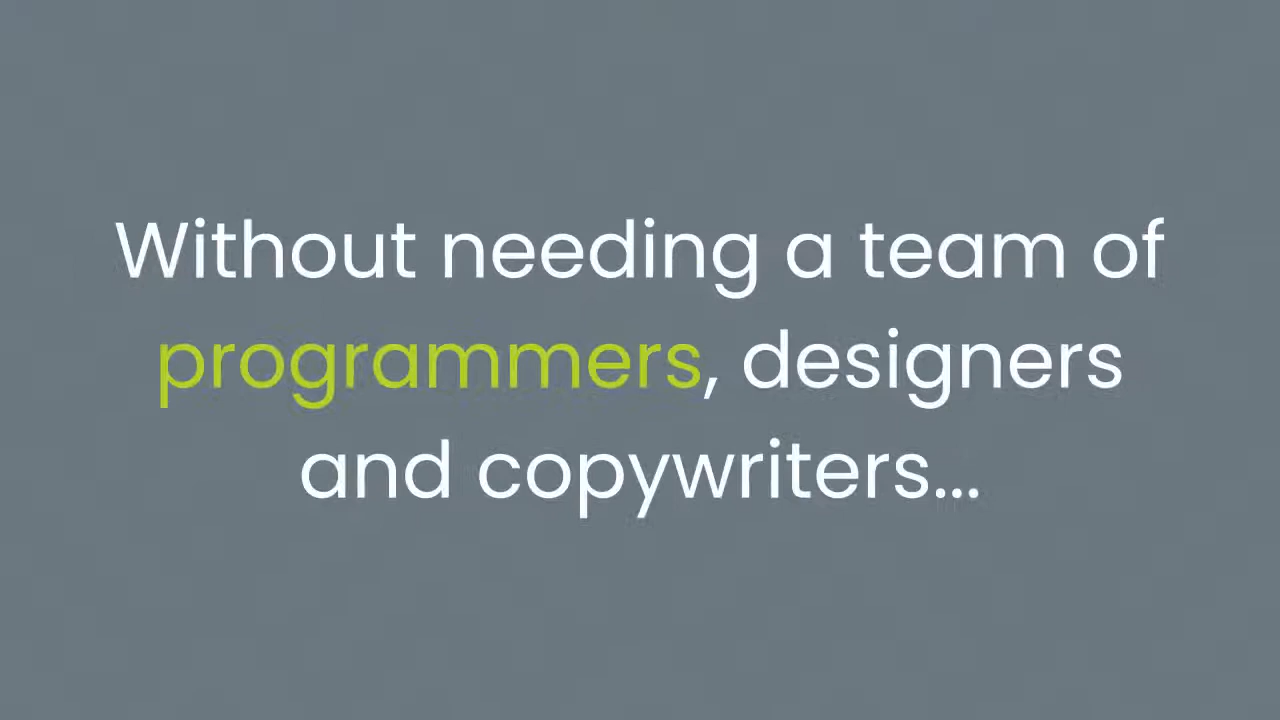 Without needing a team of
programmers, designers
and copywriters...